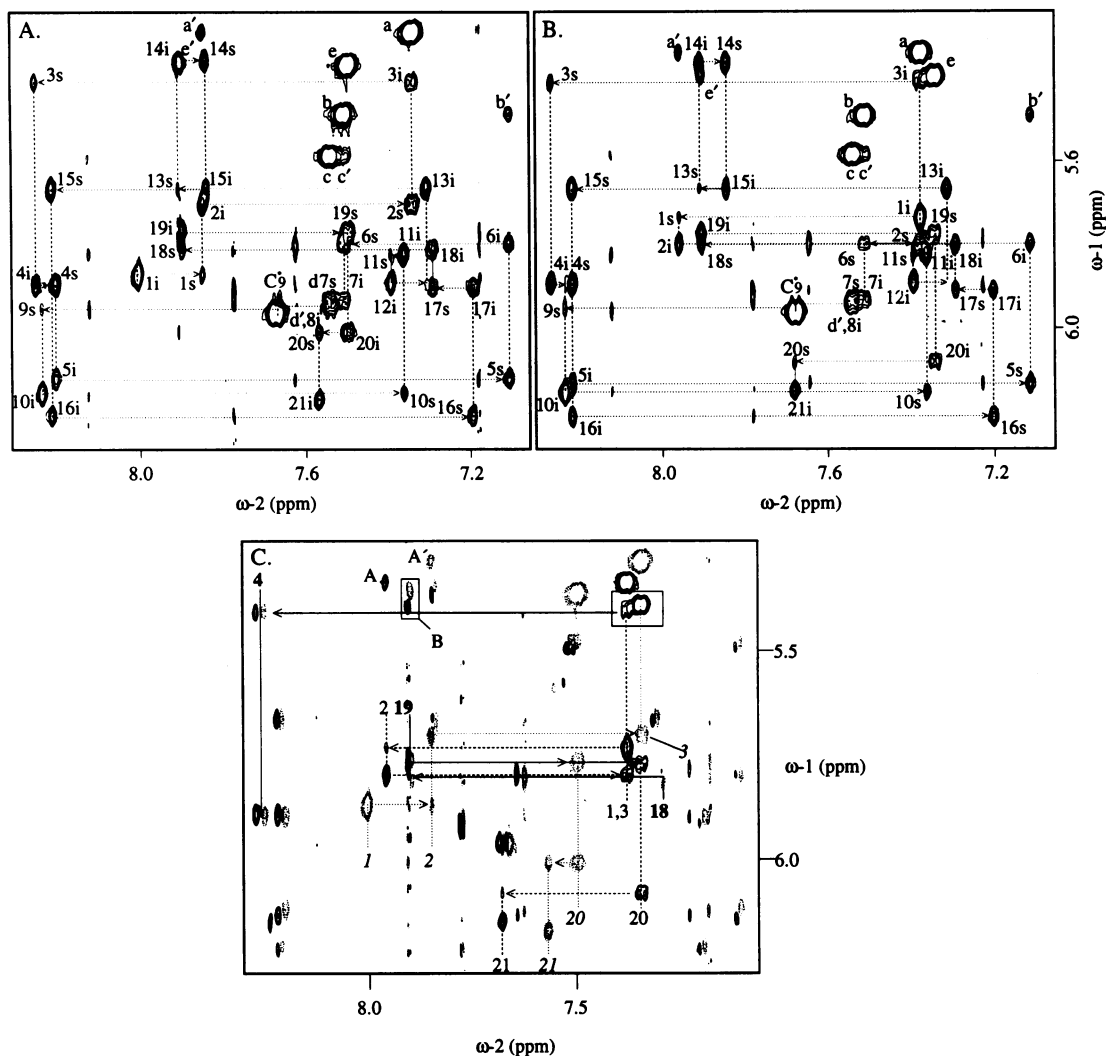 A.
a′
14i e′ 14s
a
e
3s
3i
b
b′
c c′
15s
13s
15i
13i
2i
19s
2s
19i
6s
11i
6i
18s
11s
18i
4i
4s
1i
1s
C′9
d7s
7i
12i
17s
17i
9s
d′,8i
20s
20i
5i
5s
10i
21i
10s
16i
16s
8.0
7.6
7.2
ω-2 (ppm)
B.
a′
14i
14s
a
e
3s
e′
3i
b
b′
c c′
5.6
15s
13s
15i
13i
1s
1i
19s
19i
2s
2i
18s
6s
11s
11i
18i
6i
4i
4s
C′9
7s
7i
12i
17s
17i
9s
d′,8i
6.0
20s
20i
5i
5s
10i
21i
10s
16i
16s
ω-1 (ppm)
8.0
7.6
7.2
ω-2 (ppm)
C.
A′
4
A
B
5.5
2 19
3
ω-1 (ppm)
1,3
18
1
2
6.0
20
20
21
21
8.0
7.5
ω-2 (ppm)